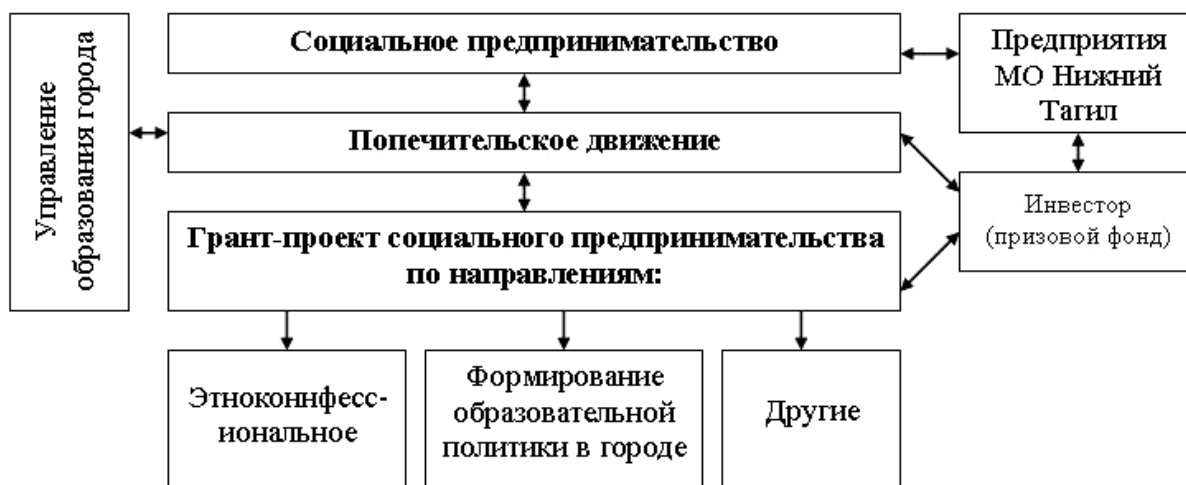 Управление
образования города
Социальное предпринимательство
Предприятия
МО Нижний
Тагил
Попечительское движение
Инвестор
(призовой фонд)
Грант-проект социального предпринимательства
по направлениям:
Этноконнфесс-
иональное
Формирование
образовательной
политики в городе
Другие